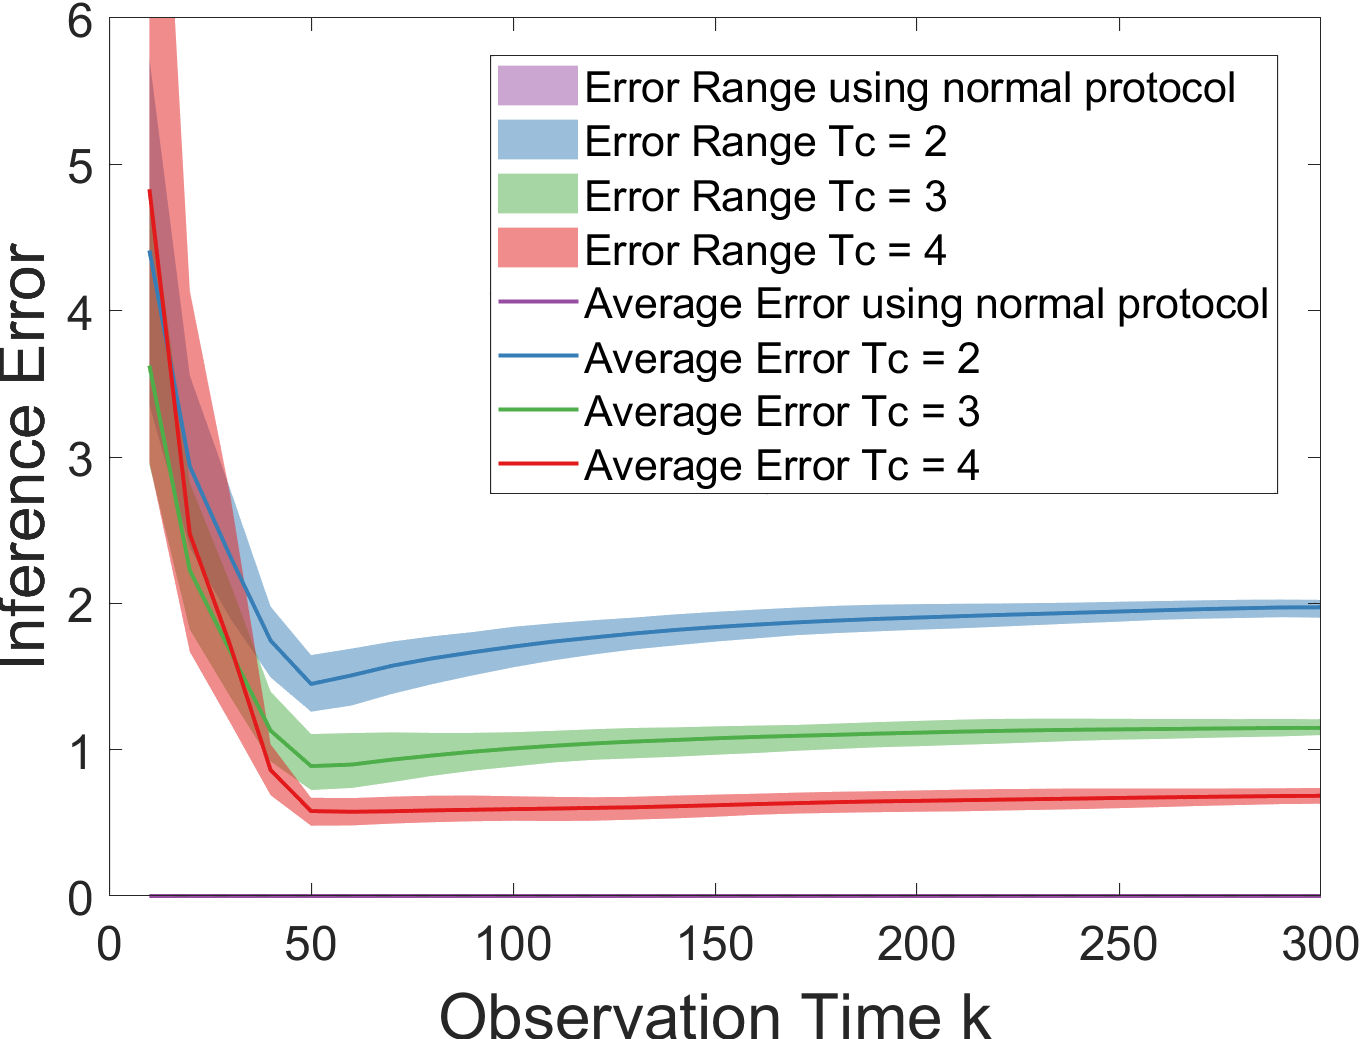 6
5
4
3
2
1
0
Inference Error
Error Range using normal protocol
Error Range Tc = 2
Error Range Tc = 3
Error Range Tc = 4
Average Error using normal protocol
Average Error Tc = 2
Average Error Tc = 3
Average Error Tc = 4
0 50 100 150 200 250 300
Observation Time k